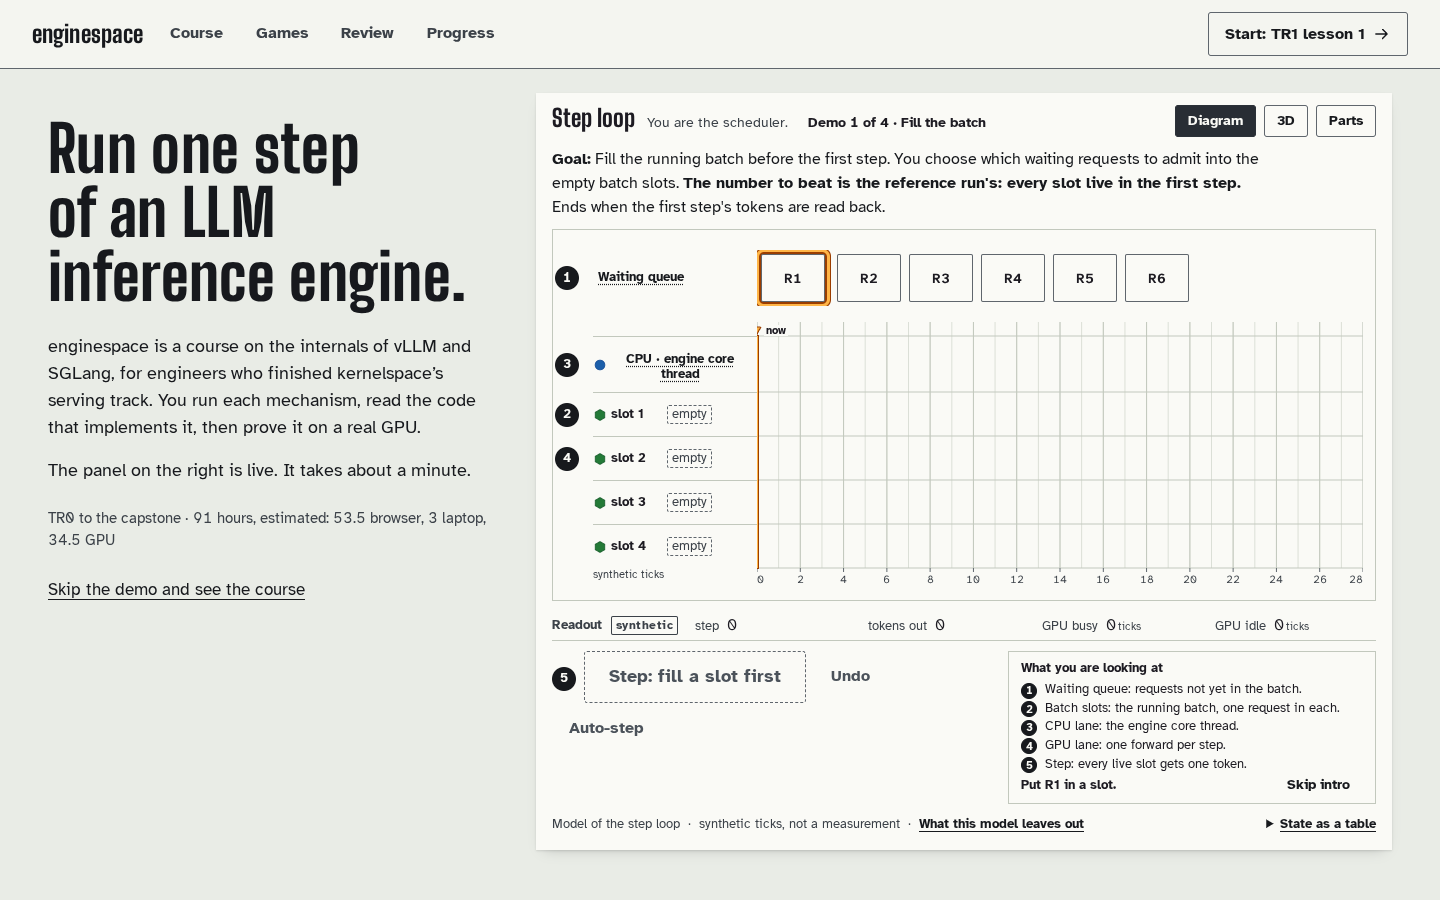 enginespace
Course
Games
Review
Progress
Start: TR1 lesson 1 →
Run one step
of an LLM
inference engine.
enginespace is a course on the internals of vLLM and
SGLang, for engineers who finished kernelspace’s
serving track. You run each mechanism, read the code
that implements it, then prove it on a real GPU.
The panel on the right is live. It takes about a minute.
TR0 to the capstone · 91 hours, estimated: 53.5 browser, 3 laptop,
34.5 GPU
Skip the demo and see the course
Step loop
You are the scheduler.
Demo 1 of 4 · Fill the batch
Diagram
3D
Parts
Goal: Fill the running batch before the first step. You choose which waiting requests to admit into the
empty batch slots. The number to beat is the reference run's: every slot live in the first step.
Ends when the first step's tokens are read back.
1 Waiting queue
R1 R2 R3 R4 R5 R6
now
3 CPU · engine core
thread
2 slot 1 empty
4 slot 2 empty
slot 3 empty
slot 4 empty
synthetic ticks
0 2 4 6 8 10 12 14 16 18 20 22 24 26 28
Readout synthetic step 0 tokens out 0 GPU busy 0 ticks GPU idle 0 ticks
5 Step: fill a slot first
Undo
Auto-step
What you are looking at
1 Waiting queue: requests not yet in the batch.
2 Batch slots: the running batch, one request in each.
3 CPU lane: the engine core thread.
4 GPU lane: one forward per step.
5 Step: every live slot gets one token.
Put R1 in a slot.
Skip intro
Model of the step loop · synthetic ticks, not a measurement · What this model leaves out
▶ State as a table